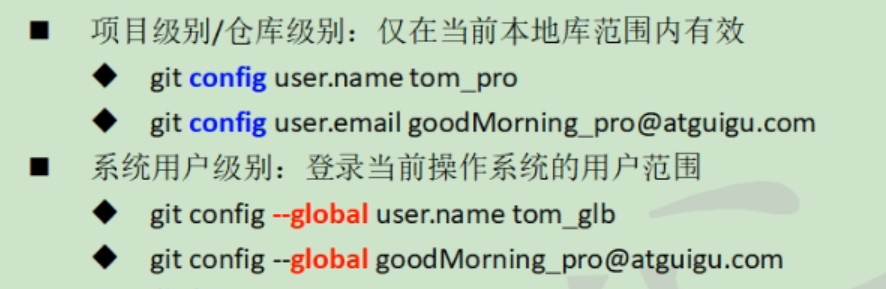 ■ 项目级别/仓库级别：仅在当前本地库范围内有效
◆ git config user.name tom_pro
◆ git config user.email goodMorning_pro@atguigu.com
■ 系统用户级别：登录当前操作系统的用户范围
◆ git config --global user.name tom_glb
◆ git config --global goodMorning_pro@atguigu.com